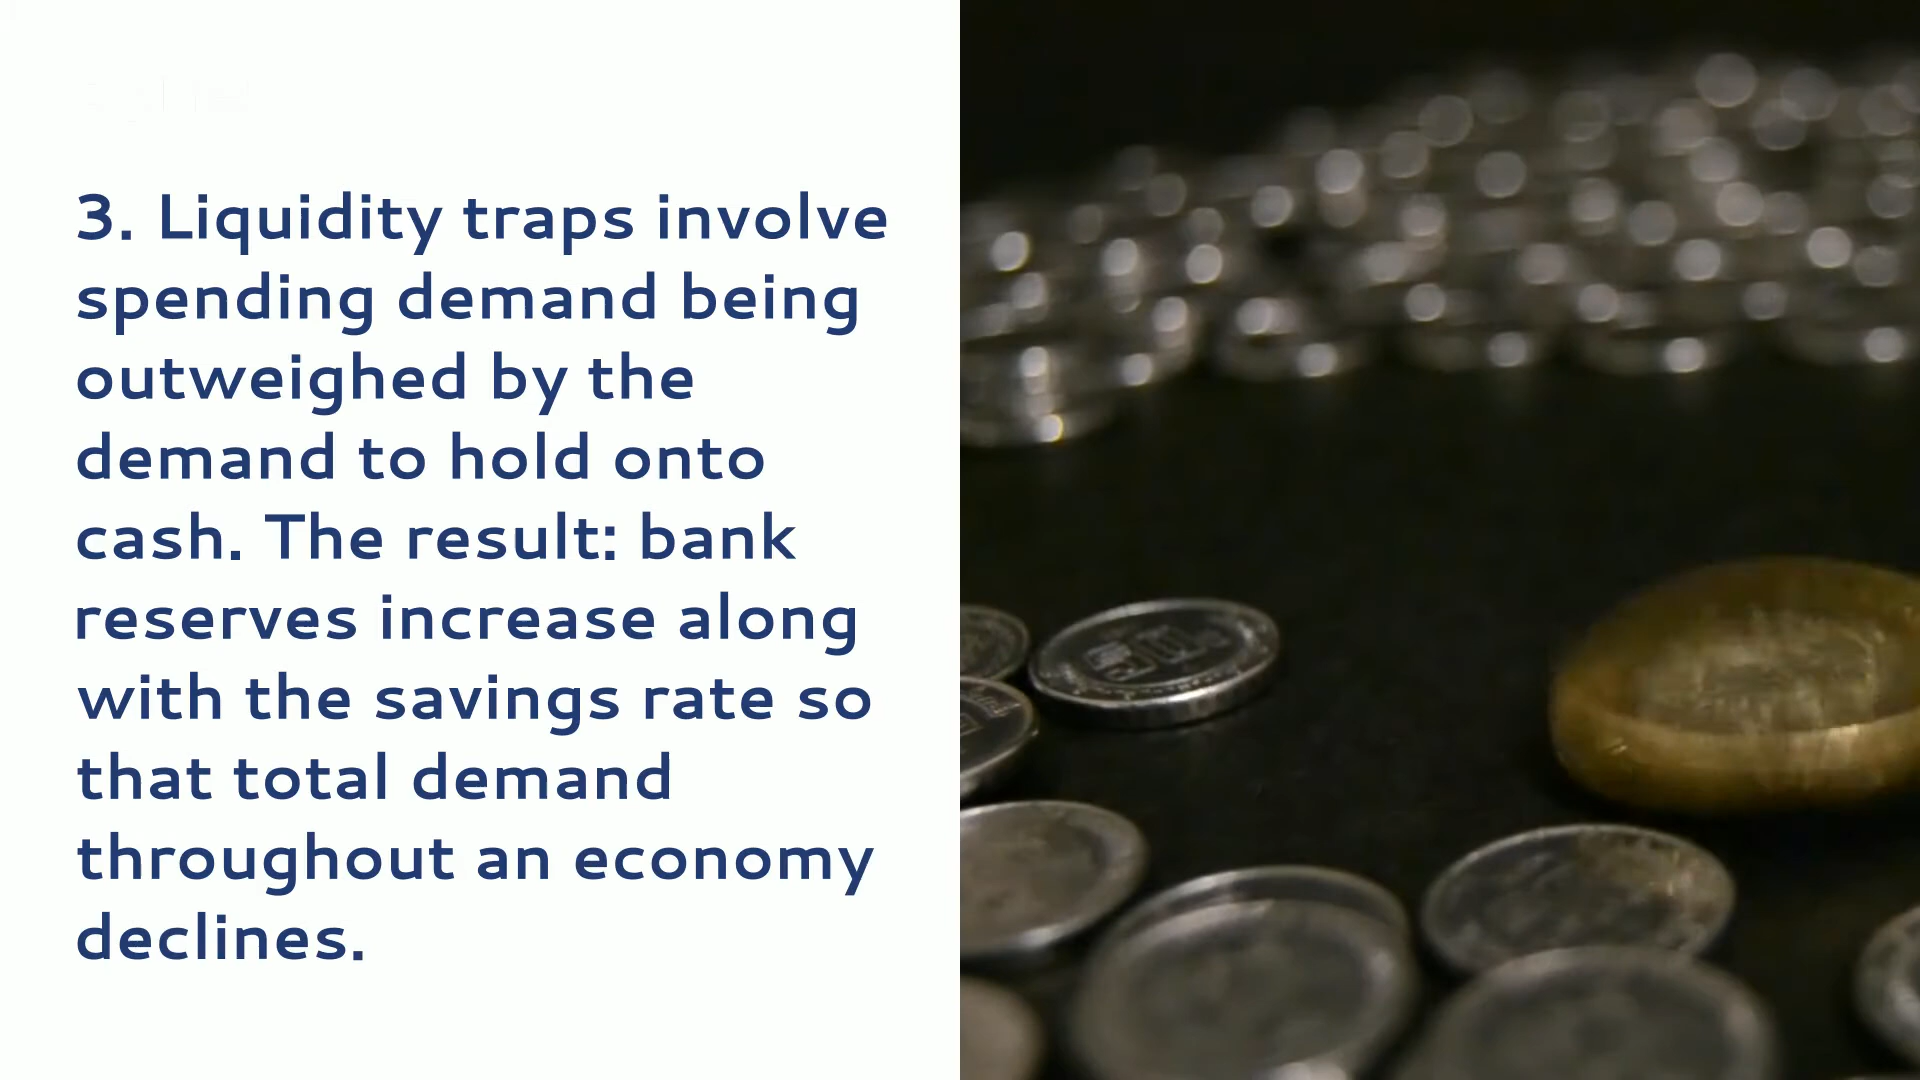 3. Liquidity traps involve
spending demand being
outweighed by the
demand to hold onto
cash. The result: bank
reserves increase along
with the savings rate so
that total demand
throughout an economy
declines.